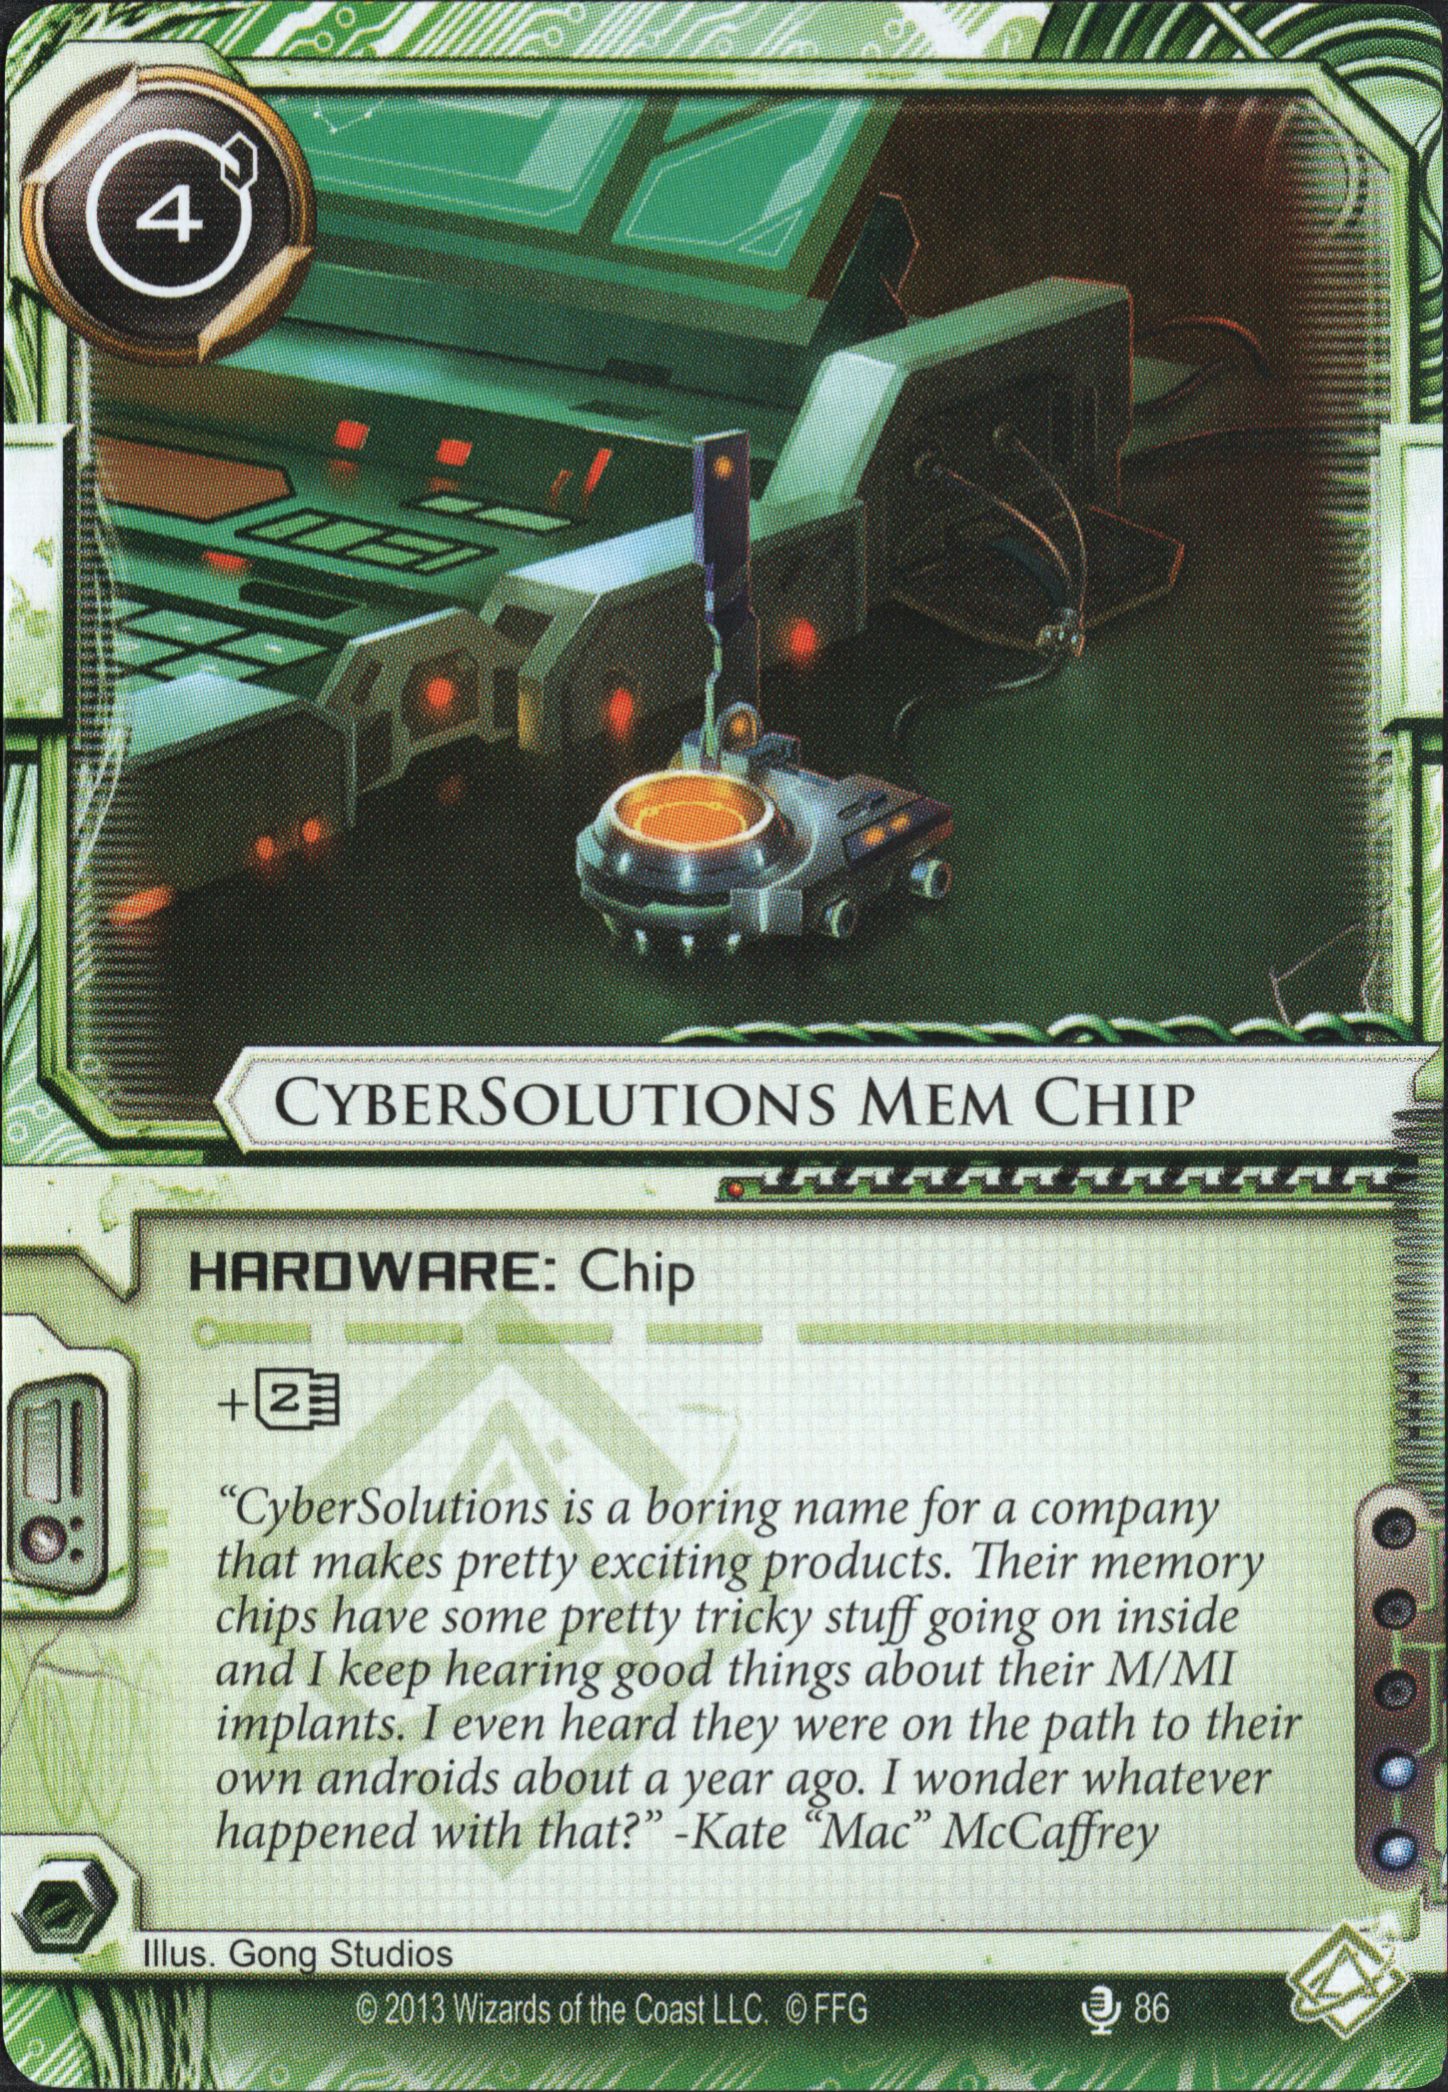 4
CYBERSOLUTIONS MEM CHIP
HARDWARE: Chip
+2
“CyberSolutions is a boring name for a company
that makes pretty exciting products. Their memory
chips have some pretty tricky stuff going on inside
and I keep hearing good things about their M/MI
implants. I even heard they were on the path to their
own androids about a year ago. I wonder whatever
happened with that?” -Kate “Mac” McCaffrey
Illus. Gong Studios
© 2013 Wizards of the Coast LLC. © FFG 86